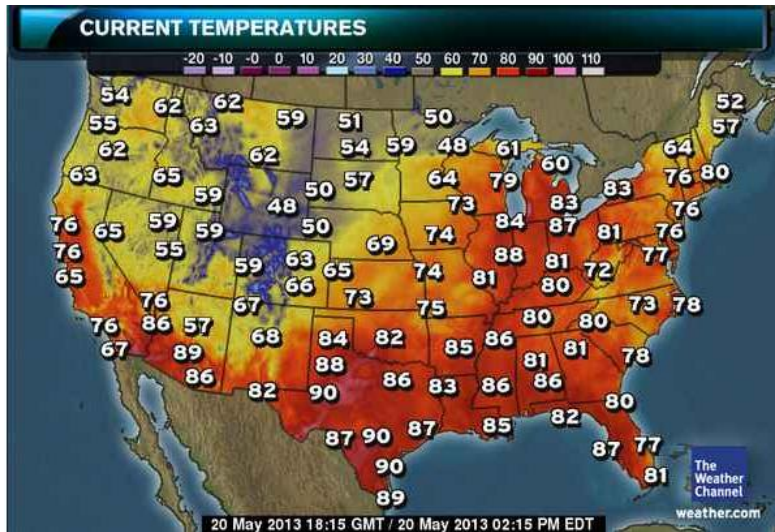 CURRENT TEMPERATURES
-20 -10 -0 0 10 20 30 40 50 60 70 80 90 100 110
54 62 62 59 51 50 52
55 63 57
62 62 54 59 48 61 64
63 65 59 48 50 57 64 79 60 83 76 80
76 65 59 59 50 73 84 83 87 76
76 55 69 74 88 81 81 76
65 59 63 65 74 81 80 72 77
76 67 66 73 75 73 78
76 86 57 68 84 82 86 80 80
67 89 88 85 81 81 78
86 82 90 86 83 86 86 80
87 90 87 85 82 87 77
90 81
89
The
Weather
Channel
weather.com
20 May 2013 18:15 GMT / 20 May 2013 02:15 PM EDT